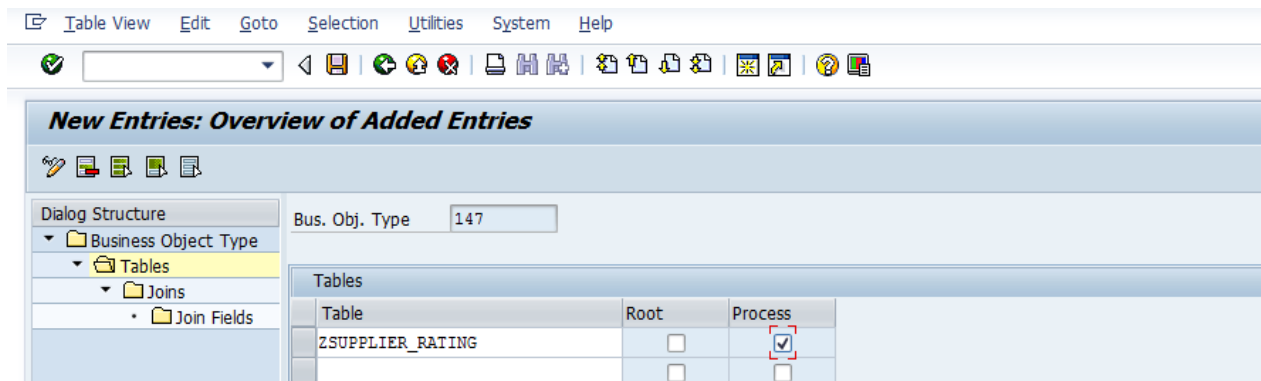 Table View Edit Goto Selection Utilities System Help
New Entries: Overview of Added Entries
Dialog Structure
Business Object Type
Tables
Joins
Join Fields
Bus. Obj. Type 147
Tables
Table Root Process
ZSUPPLIER_RATING